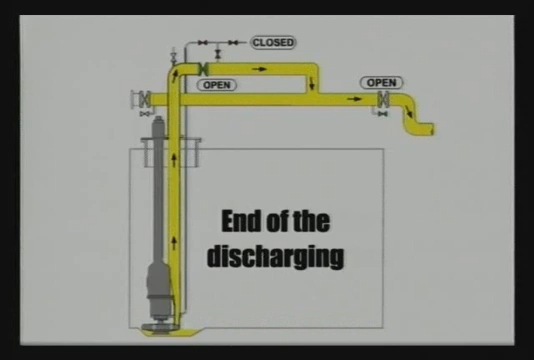 CLOSED
OPEN
OPEN
End of the
discharging